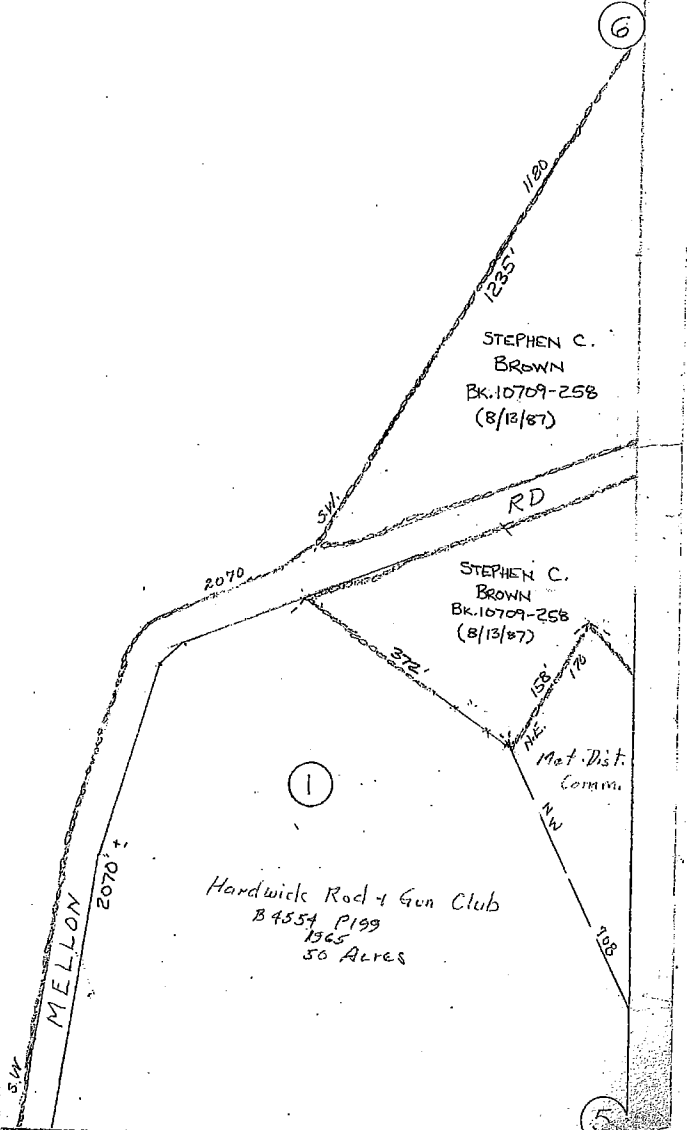 6
1180
1235'
STEPHEN C.
BROWN
BK.10709-258
(8/13/87)
S.W.
RD
2070
STEPHEN C.
BROWN
BK.10709-258
(8/13/87)
372'
158'
170
N.E.
Met. Dist.
Comm.
1
NW
2070' ±
Hardwick Rod + Gun Club
B 4554 P199
1965
50 Acres
708
MELLON
S.W
5